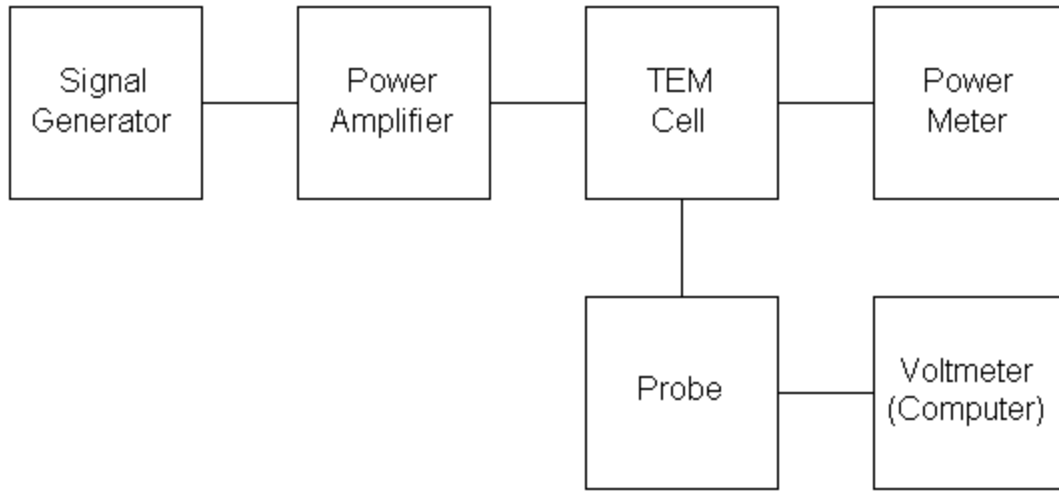 Signal
Generator
Power
Amplifier
TEM
Cell
Power
Meter
Probe
Voltmeter
(Computer)